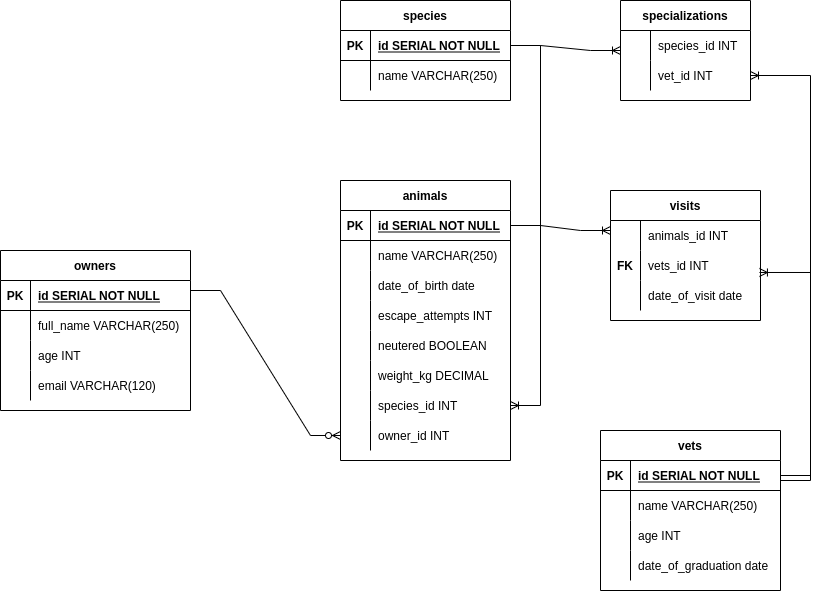 species
PK id SERIAL NOT NULL
name VARCHAR(250)
specializations
species_id INT
vet_id INT
animals
PK id SERIAL NOT NULL
name VARCHAR(250)
date_of_birth date
escape_attempts INT
neutered BOOLEAN
weight_kg DECIMAL
species_id INT
owner_id INT
visits
animals_id INT
FK vets_id INT
date_of_visit date
owners
PK id SERIAL NOT NULL
full_name VARCHAR(250)
age INT
email VARCHAR(120)
vets
PK id SERIAL NOT NULL
name VARCHAR(250)
age INT
date_of_graduation date